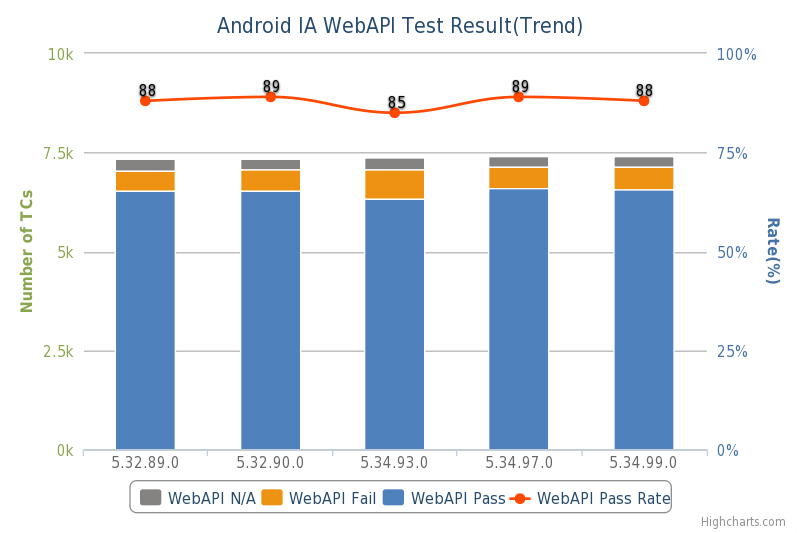 Android IA WebAPI Test Result(Trend)
10k
7.5k
5k
2.5k
0k
Number of TCs
100%
75%
50%
25%
0%
Rate(%)
88
89
85
89
88
5.32.89.0
5.32.90.0
5.34.93.0
5.34.97.0
5.34.99.0
WebAPI N/A WebAPI Fail WebAPI Pass WebAPI Pass Rate
Highcharts.com